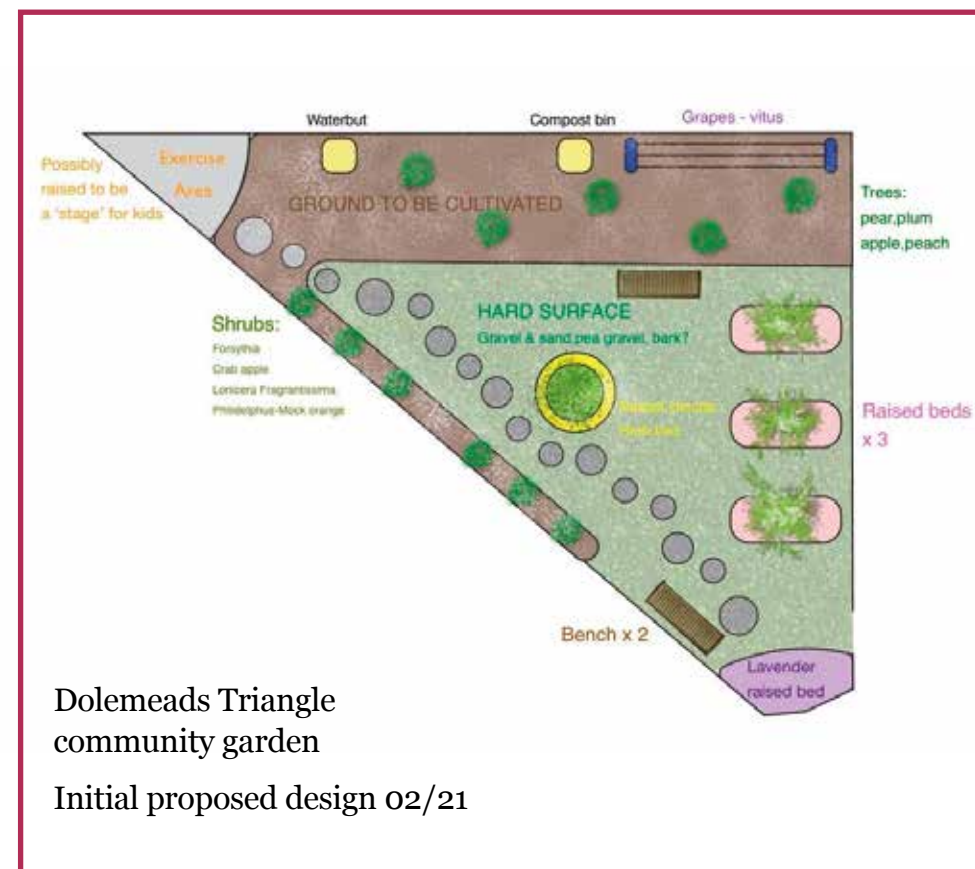 Waterbut
Compost bin
Grapes - vitus
Possibly
raised to be
a 'stage' for kids
Exercise
Area
GROUND TO BE CULTIVATED
Trees:
pear,plum
apple,peach
HARD SURFACE
Gravel & sand,pea gravel, bark?
Shrubs:
Forsythia
Crab apple
Lonicera Fragrantissima
Philadelphus-Mock orange
Raised beds
x 3
Bench x 2
Lavender
raised bed
Dolemeads Triangle
community garden
Initial proposed design 02/21